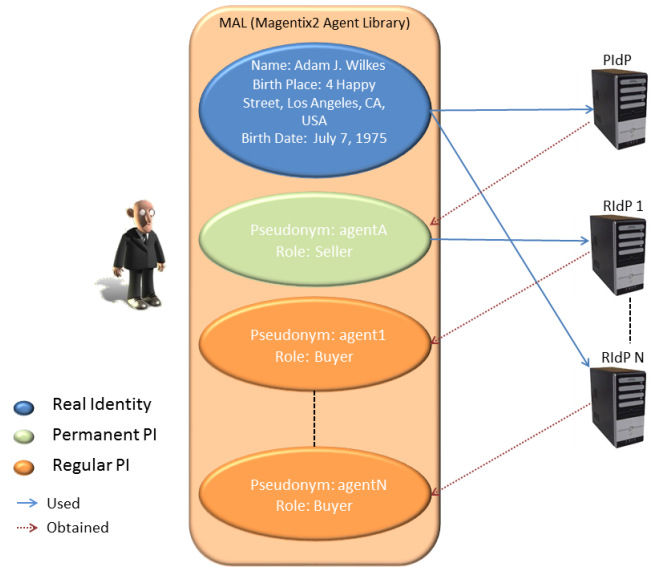 MAL (Magentix2 Agent Library)
Name: Adam J. Wilkes
Birth Place: 4 Happy
Street, Los Angeles, CA,
USA
Birth Date: July 7, 1975
PIdP
Pseudonym: agentA
Role: Seller
RIdP 1
Pseudonym: agent1
Role: Buyer
RIdP N
Pseudonym: agentN
Role: Buyer
Real Identity
Permanent PI
Regular PI
Used
Obtained